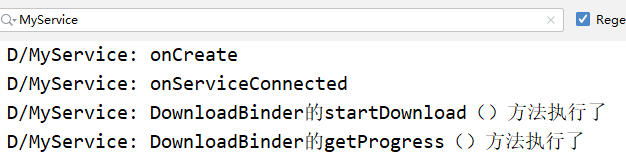 MyService
Rege
D/MyService: onCreate
D/MyService: onServiceConnected
D/MyService: DownloadBinder的startDownload（）方法执行了
D/MyService: DownloadBinder的getProgress（）方法执行了